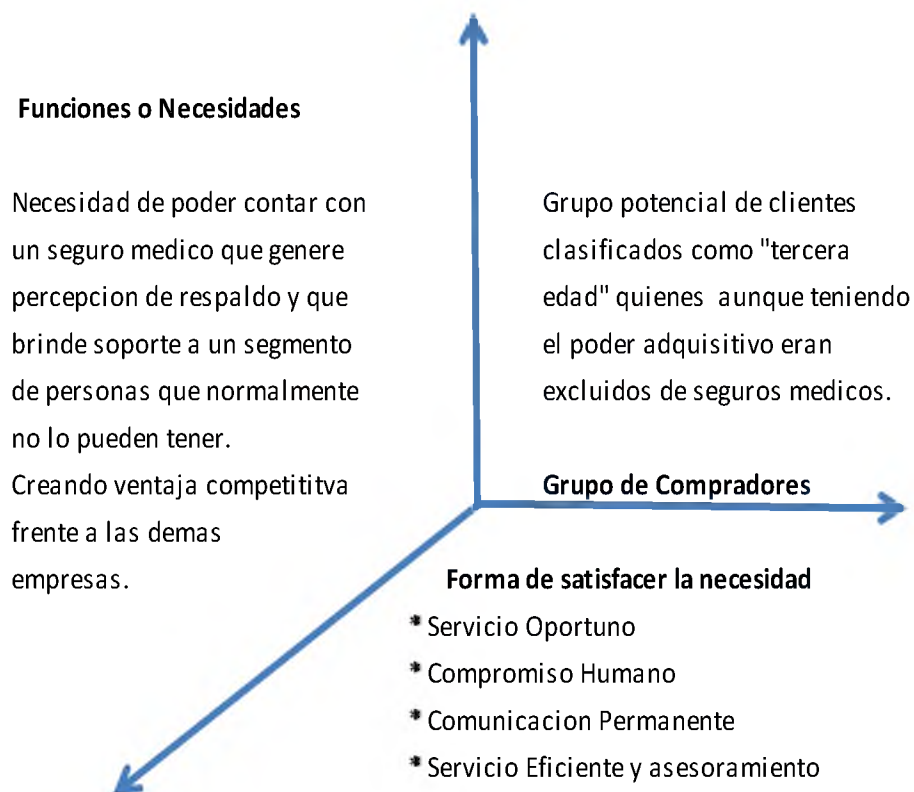 Funciones o Necesidades
Necesidad de poder contar con
un seguro medico que genere
percepcion de respaldo y que
brinde soporte a un segmento
de personas que normalmente
no lo pueden tener.
Creando ventaja competititva
frente a las demas
empresas.
Grupo potencial de clientes
clasificados como "tercera
edad" quienes aunque teniendo
el poder adquisitivo eran
excluidos de seguros medicos.
Grupo de Compradores
Forma de satisfacer la necesidad
* Servicio Oportuno
* Compromiso Humano
* Comunicacion Permanente
* Servicio Eficiente y asesoramiento